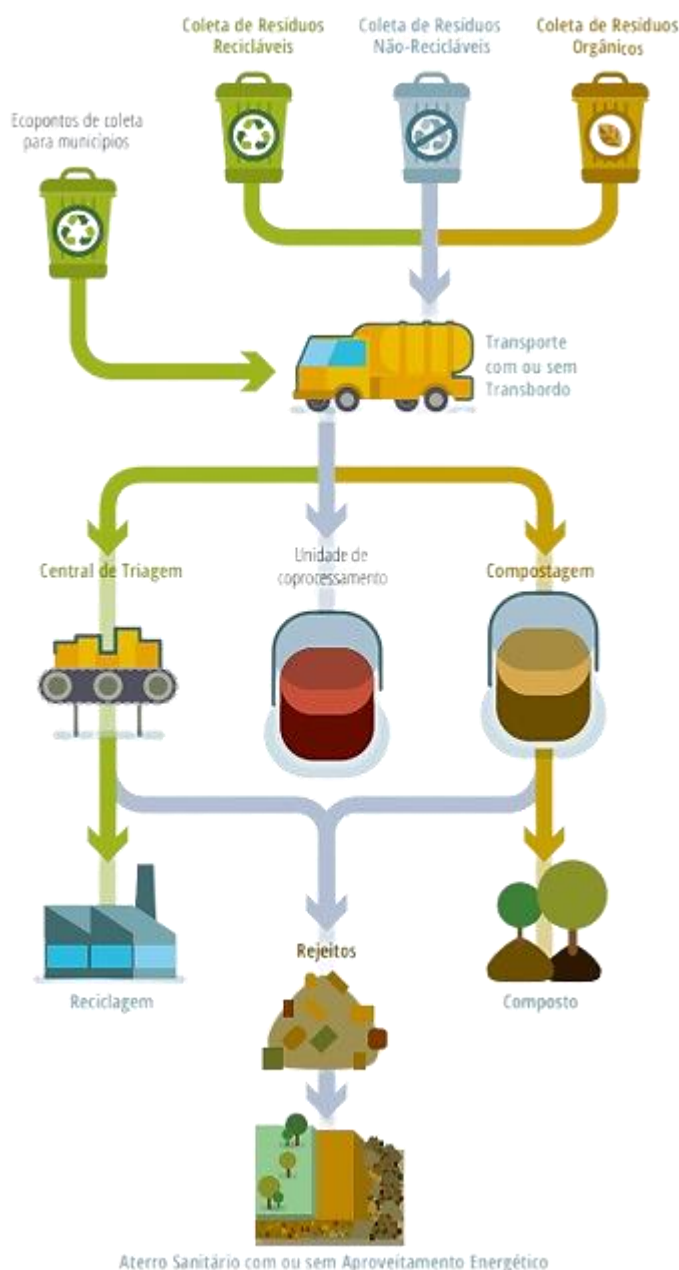 Coleta de Resíduos
Recicláveis
Coleta de Resíduos
Não-Recicláveis
Coleta de Resíduos
Orgânicos
Ecopontos de coleta
para municípios
Transporte
com ou sem
Transbordo
Central de Triagem
Unidade de
coprocessamento
Compostagem
Reciclagem
Rejeitos
Composto
Aterro Sanitário com ou sem Aproveitamento Energético